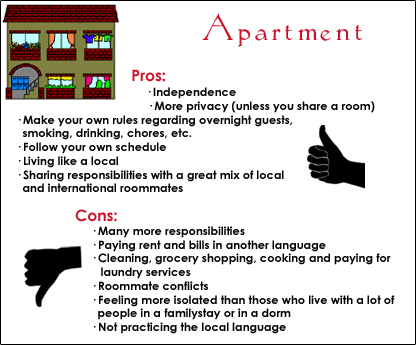 Apartment
Pros:
· Independence
· More privacy (unless you share a room)
· Make your own rules regarding overnight guests,
smoking, drinking, chores, etc.
· Follow your own schedule
· Living like a local
· Sharing responsibilities with a great mix of local
and international roommates
Cons:
· Many more responsibilities
· Paying rent and bills in another language
· Cleaning, grocery shopping, cooking and paying for
laundry services
· Roommate conflicts
· Feeling more isolated than those who live with a lot of
people in a familystay or in a dorm
· Not practicing the local language